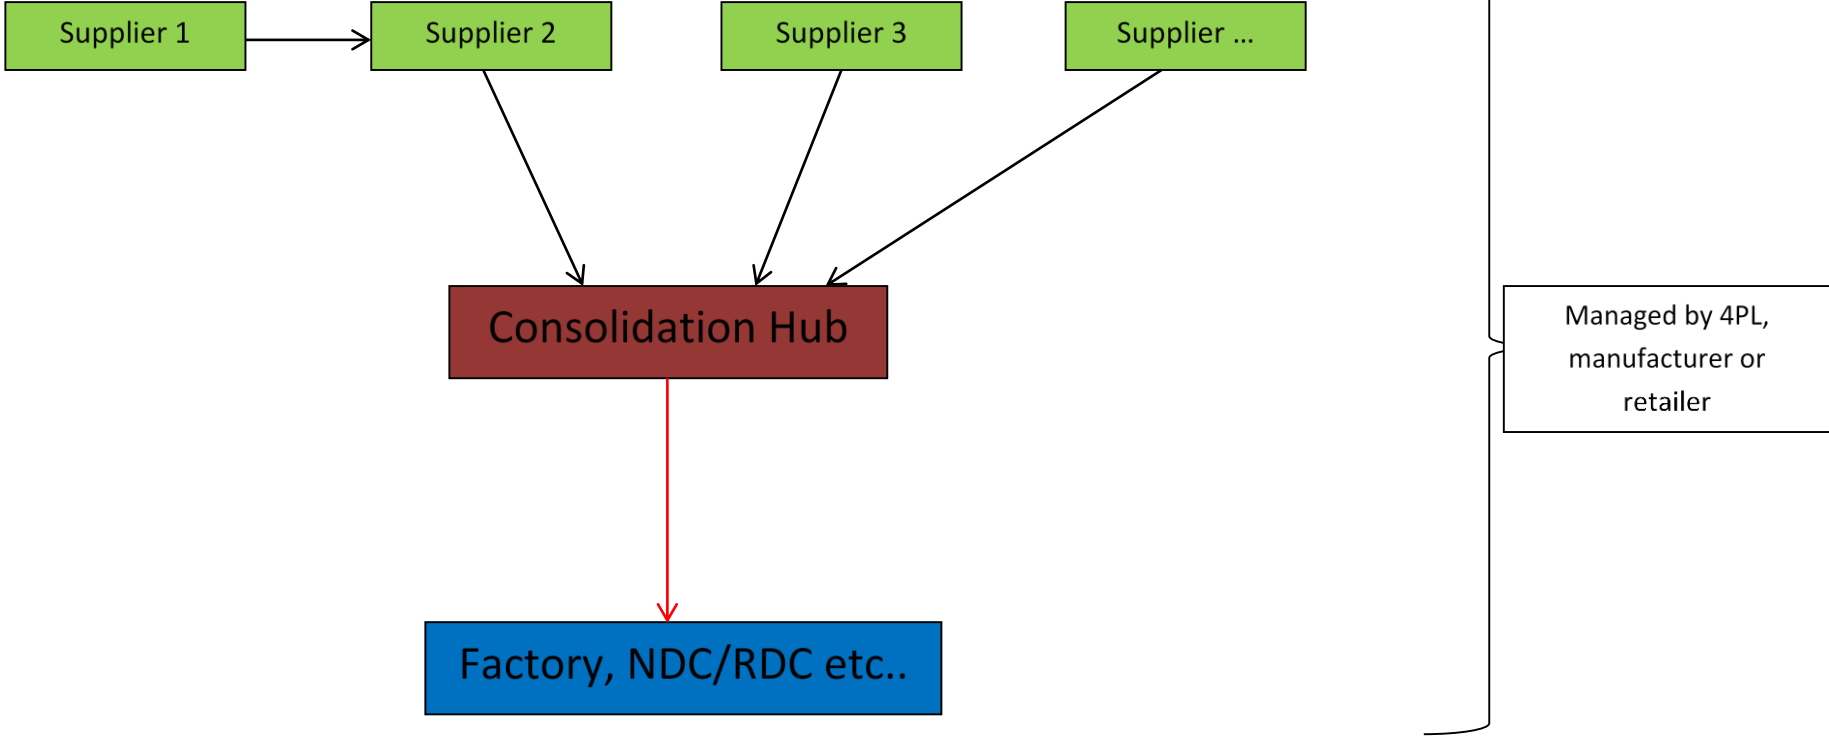 Supplier 1
Supplier 2
Supplier 3
Supplier ...
Consolidation Hub
Managed by 4PL,
manufacturer or
retailer
Factory, NDC/RDC etc..